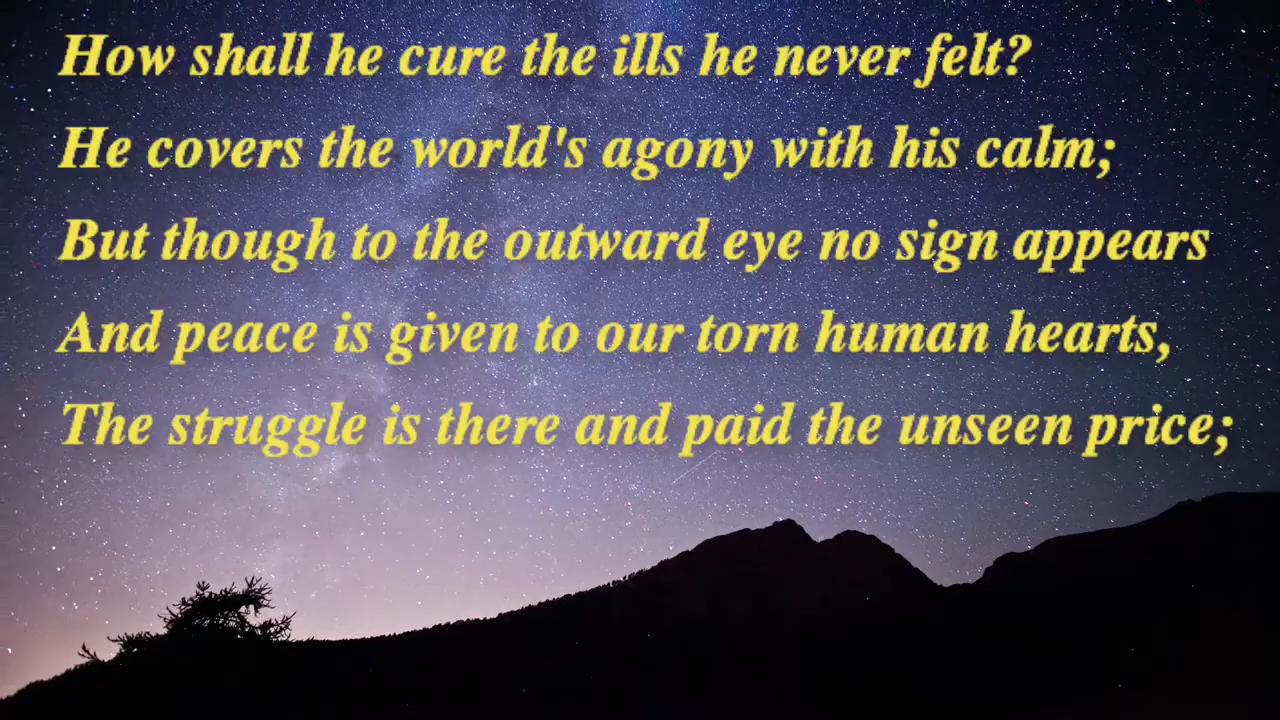 How shall he cure the ills he never felt?
He covers the world's agony with his calm;
But though to the outward eye no sign appears
And peace is given to our torn human hearts,
The struggle is there and paid the unseen price;